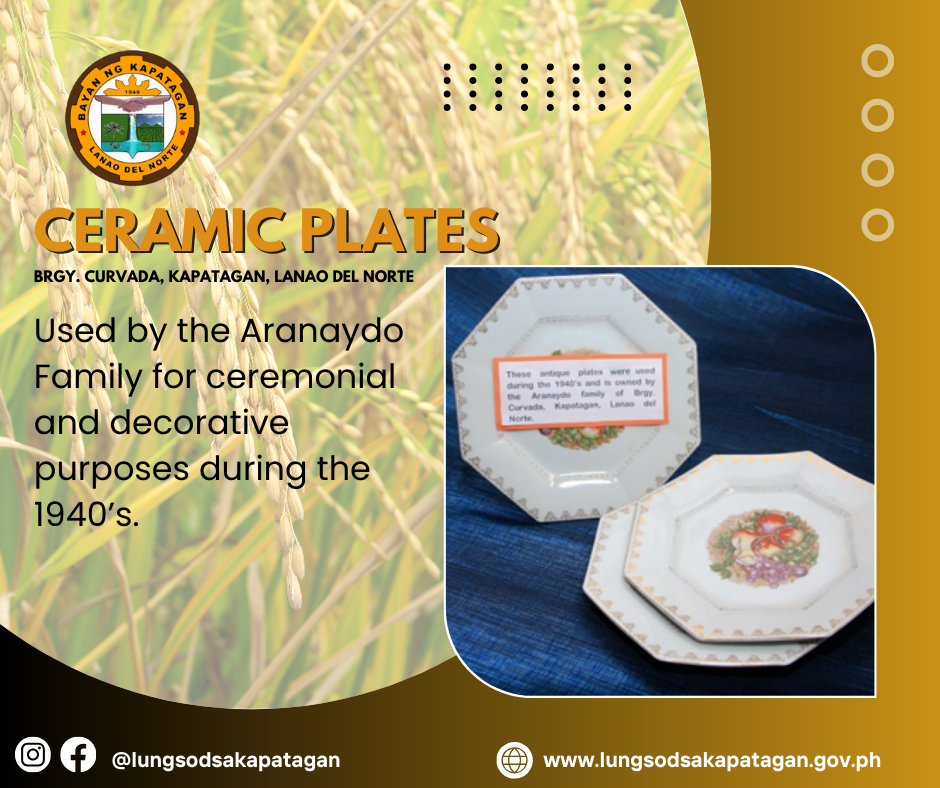 BAYAN NG KAPATAGAN
1949
LANAO DEL NORTE
CERAMIC PLATES
BRGY. CURVADA, KAPATAGAN, LANAO DEL NORTE
Used by the Aranaydo
Family for ceremonial
and decorative
purposes during the
1940’s.
These antique plates were used
during the 1940's and is owned by
the Aranaydo family of Brgy.
Curvada, Kapatagan, Lanao del
Norte.
@lungsodsakapatagan
www.lungsodsakapatagan.gov.ph